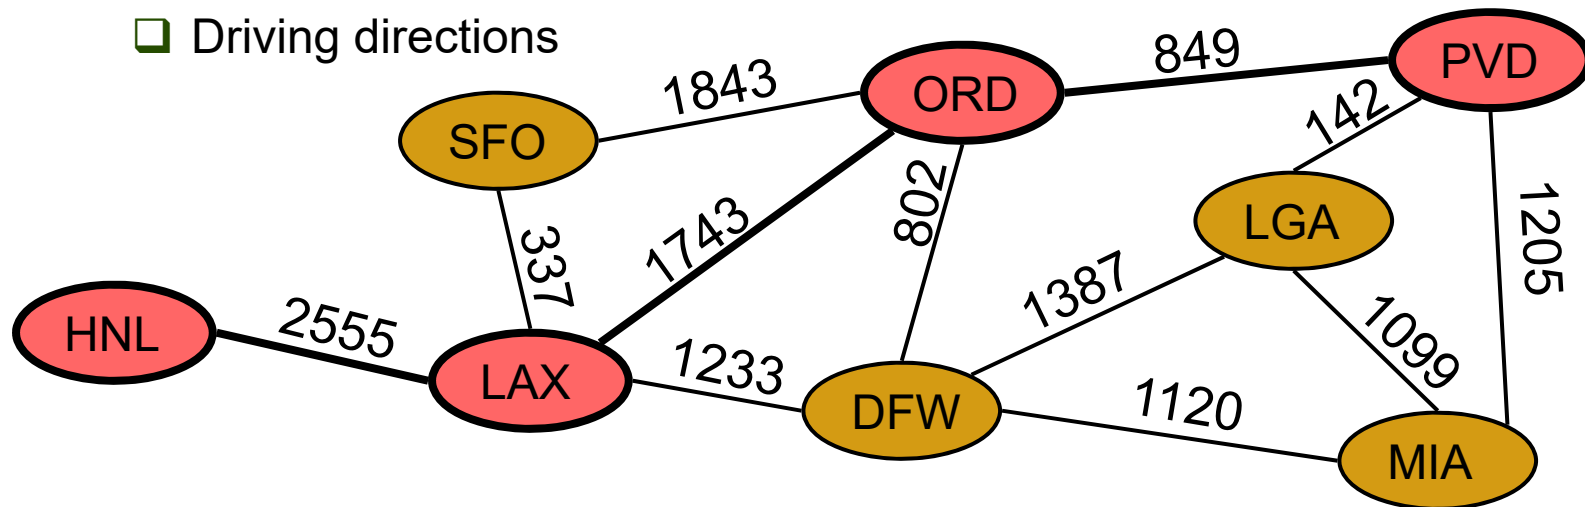 Driving directions
849
PVD
1843
ORD
142
SFO
802
LGA
1205
337
1743
1387
HNL
2555
1099
LAX
1233
DFW
1120
MIA